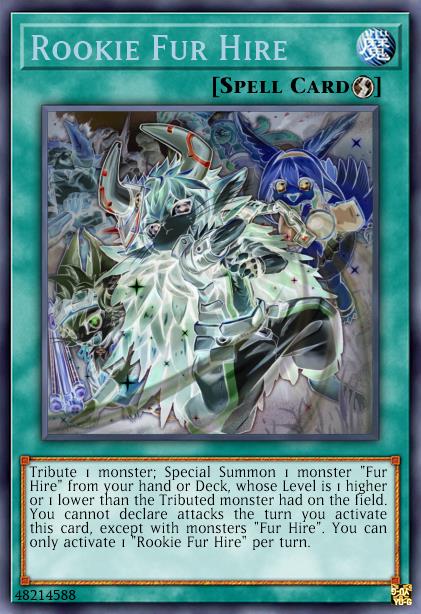 Rookie Fur Hire
魔
[Spell Card]
Tribute 1 monster; Special Summon 1 monster "Fur
Hire" from your hand or Deck, whose Level is 1 higher
or 1 lower than the Tributed monster had on the field.
You cannot declare attacks the turn you activate
this card, except with monsters "Fur Hire". You can
only activate 1 "Rookie Fur Hire" per turn.
48214588